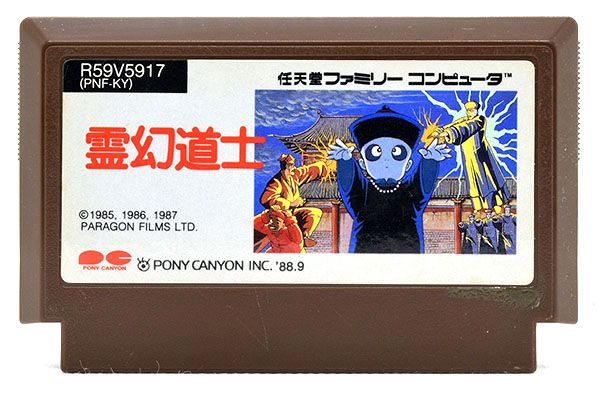 R59V5917
(PNF-KY)
任天堂ファミリー コンピュータ™
霊幻道士
©1985, 1986, 1987
PARAGON FILMS LTD.
PONY CANYON
PONY CANYON INC. '88.9